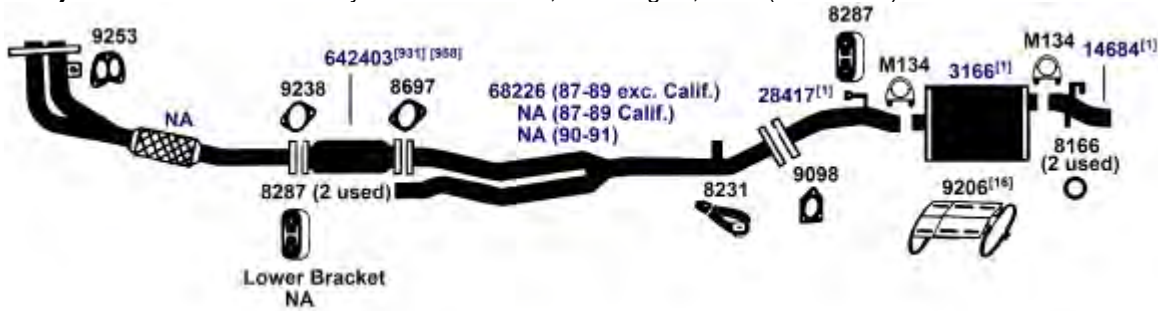 9253
NA
642403[931] [958]
9238
8697
8287 (2 used)
Lower Bracket
NA
68226 (87-89 exc. Calif.)
NA (87-89 Calif.)
NA (90-91)
8231
28417[1]
9098
8287
M134
3166[1]
9206[16]
M134
14684[1]
8166
(2 used)